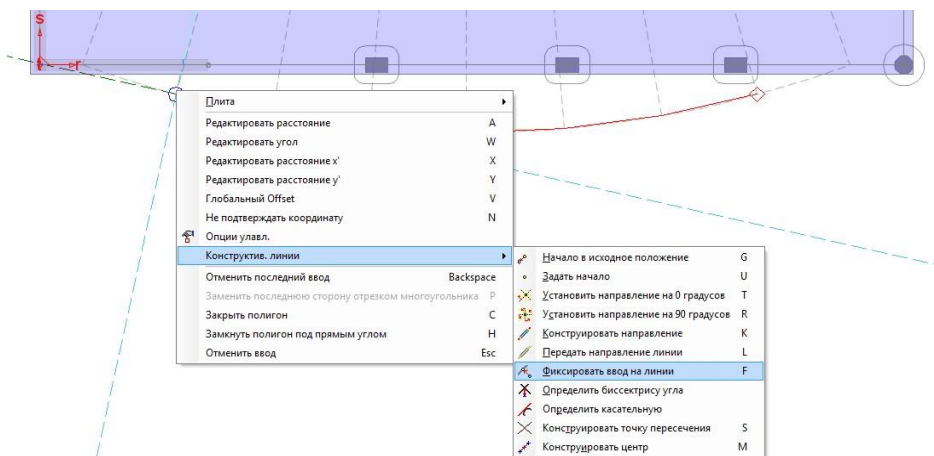 s
r
Плита
Редактировать расстояние A
Редактировать угол W
Редактировать расстояние x' X
Редактировать расстояние y' Y
Глобальный Offset V
Не подтверждать координату N
Опции улавл.
Конструктив. линии
Отменить последний ввод Backspace
Заменить последнюю сторону отрезком многоугольника P
Закрыть полигон C
Замкнуть полигон под прямым углом H
Отменить ввод Esc
Начало в исходное положение G
Задать начало U
Установить направление на 0 градусов T
Установить направление на 90 градусов R
Конструировать направление K
Передать направление линии L
Фиксировать ввод на линии F
Определить биссектрису угла
Определить касательную
Конструировать точку пересечения S
Конструировать центр M